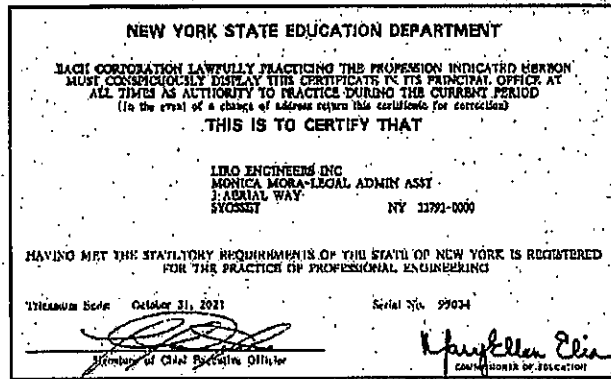 NEW YORK STATE EDUCATION DEPARTMENT
EACH CORPORATION LAWFULLY PRACTICING THE PROFESSION INDICATED HEREON
MUST CONSPICUOUSLY DISPLAY THIS CERTIFICATE IN ITS PRINCIPAL OFFICE AT
ALL TIMES AS AUTHORITY TO PRACTICE DURING THE CURRENT PERIOD
(In the event of a change of address return this certificate for correction)
THIS IS TO CERTIFY THAT
LIRO ENGINEERS INC
MONICA MORA-LEGAL ADMIN ASST
AERIAL WAY
SYOSSET NY 11791-0000
HAVING MET THE STATUTORY REQUIREMENTS OF THE STATE OF NEW YORK IS REGISTERED
FOR THE PRACTICE OF PROFESSIONAL ENGINEERING
Ends: October 31, 2021 Serial No.
Signature of Chief Executive Officer
MaryEllen Elia
COMMISSIONER OF EDUCATION